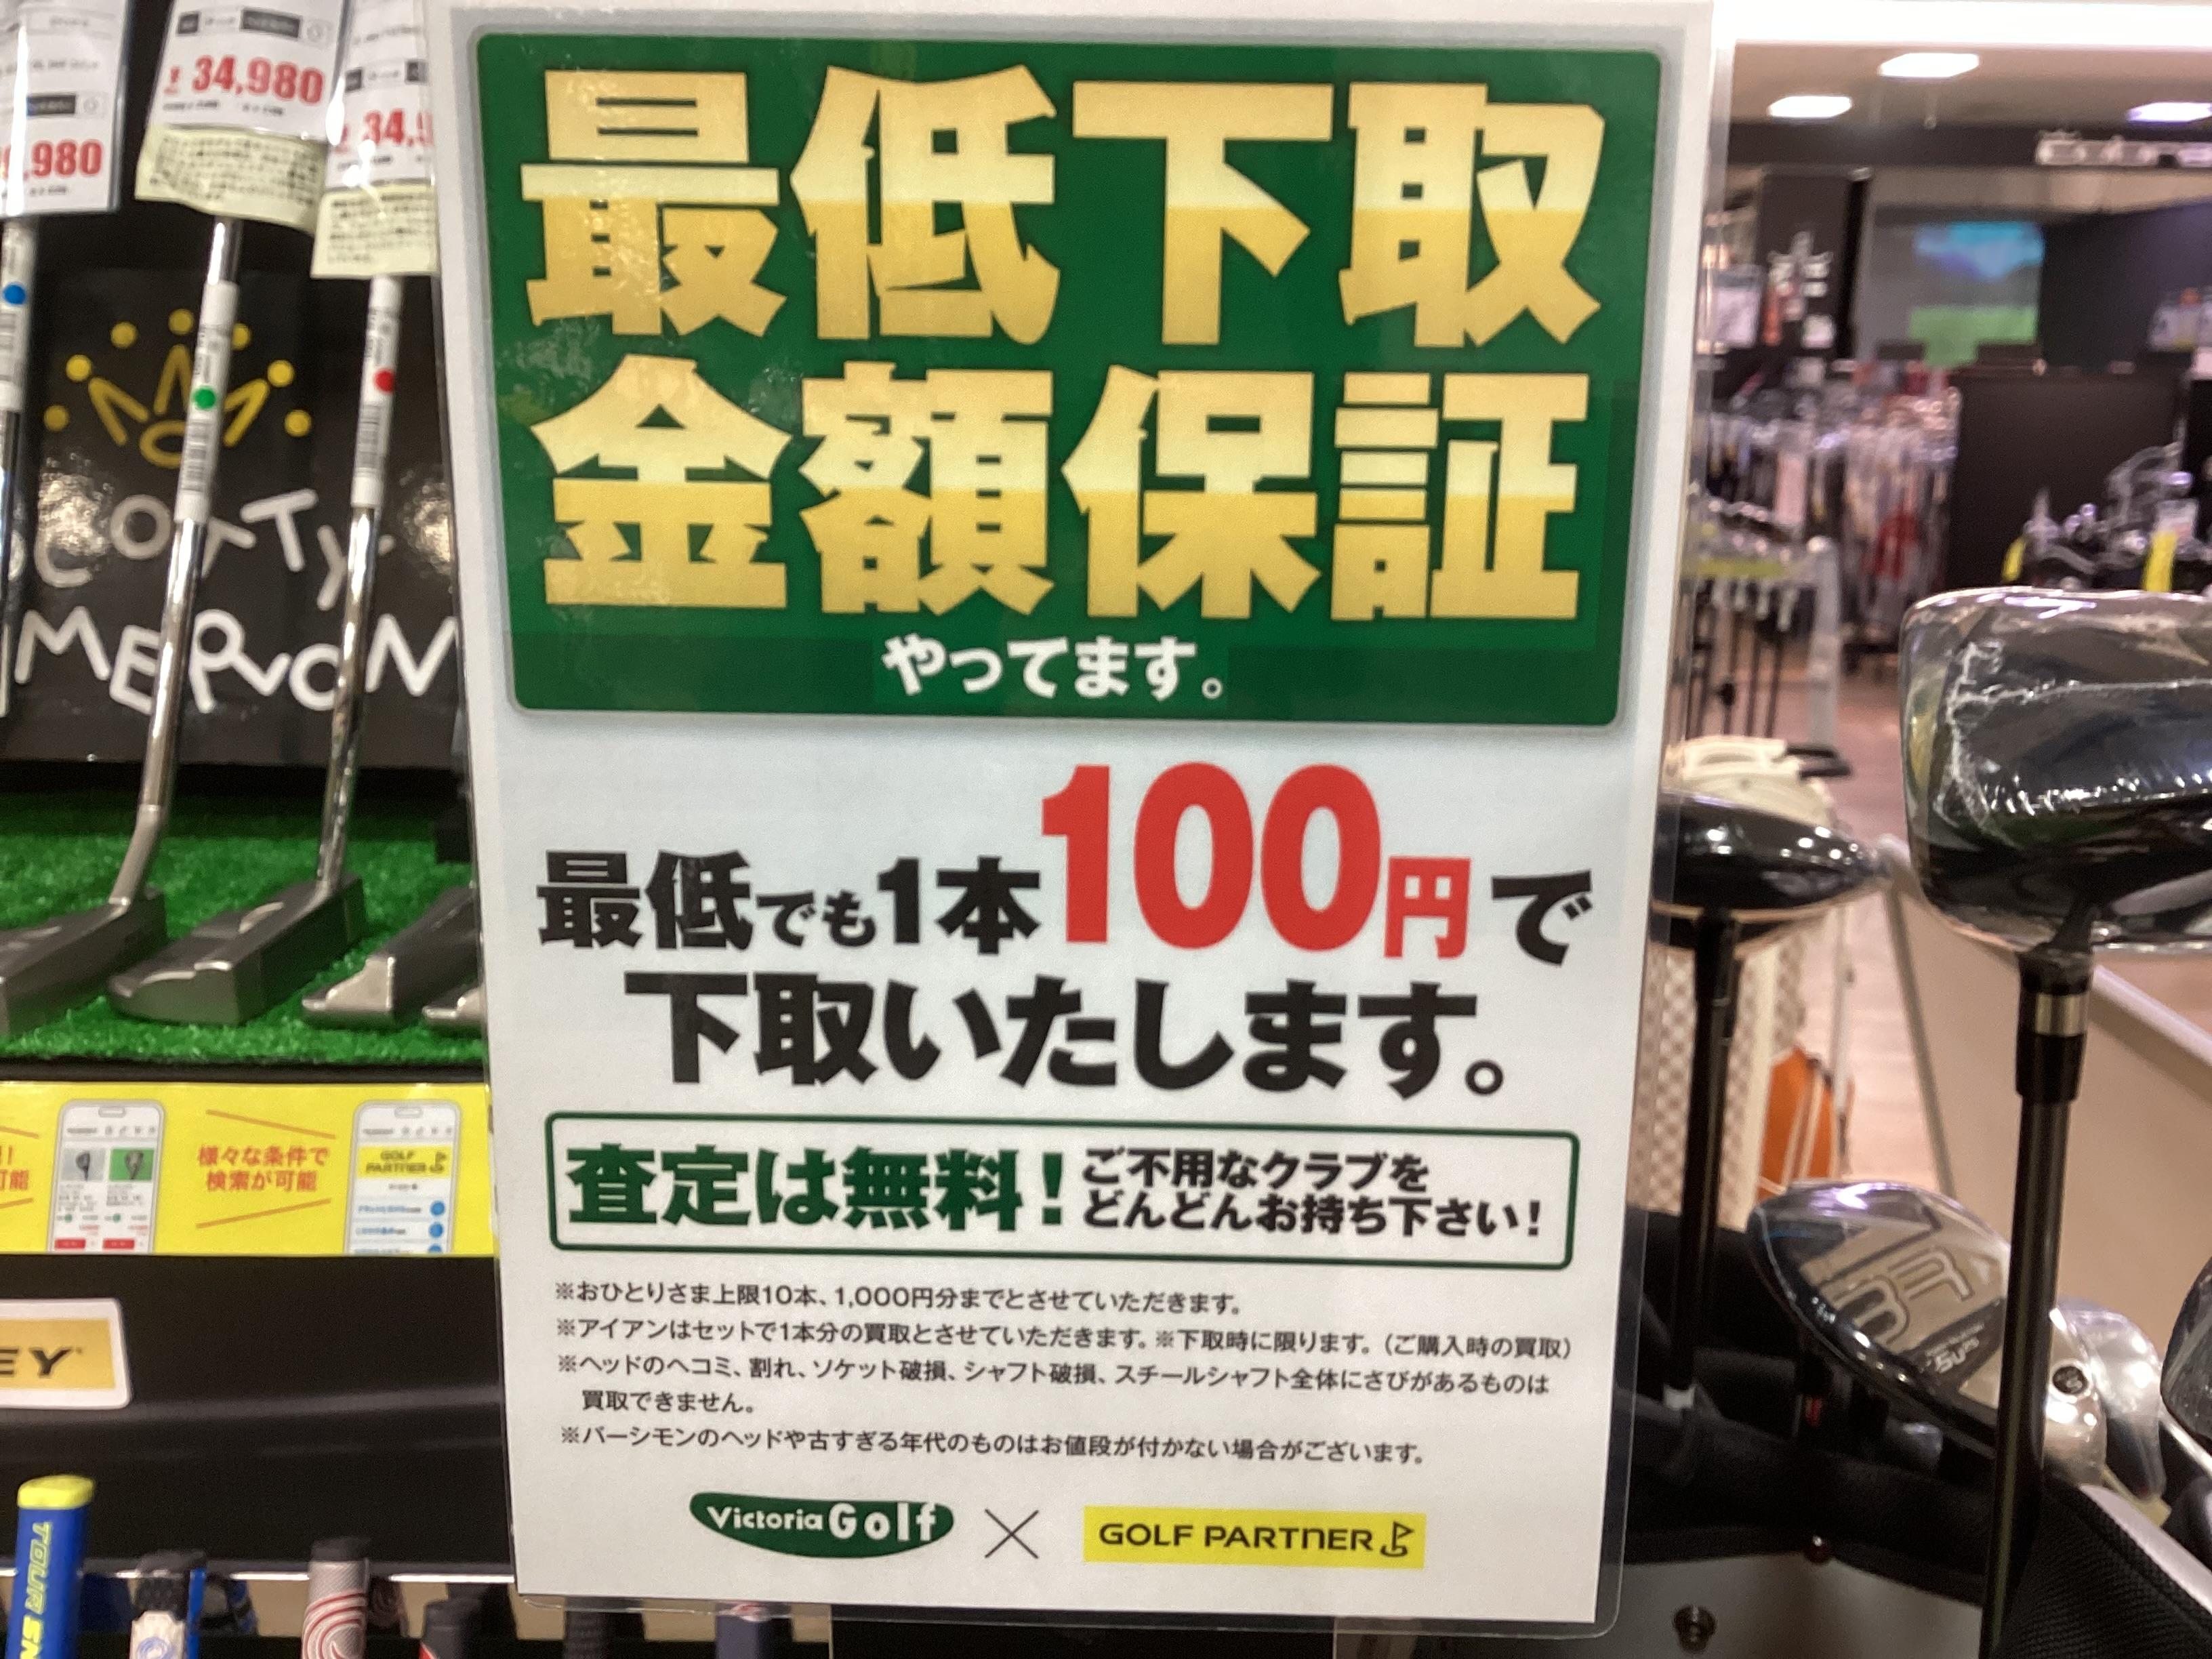 34,980
,980
34,
COTTY
MERON
最低下取
金額保証
やってます。
最低でも1本100円で
下取いたします。
査定は無料!
ご不用なクラブを
どんどんお持ち下さい!
※おひとりさま上限10本、1,000円分までとさせていただきます。
※アイアンはセットで1本分の買取とさせていただきます。※下取時に限ります。(ご購入時の買取)
※ヘッドのヘコミ、割れ、ソケット破損、シャフト破損、スチールシャフト全体にさびがあるものは
買取できません。
※パーシモンのヘッドや古すぎる年代のものはお値段が付かない場合がございます。
Victoria Golf × GOLF PARTNER
可能
様々な条件で
検索が可能
GOLF
PARTNER
EY
TOUR